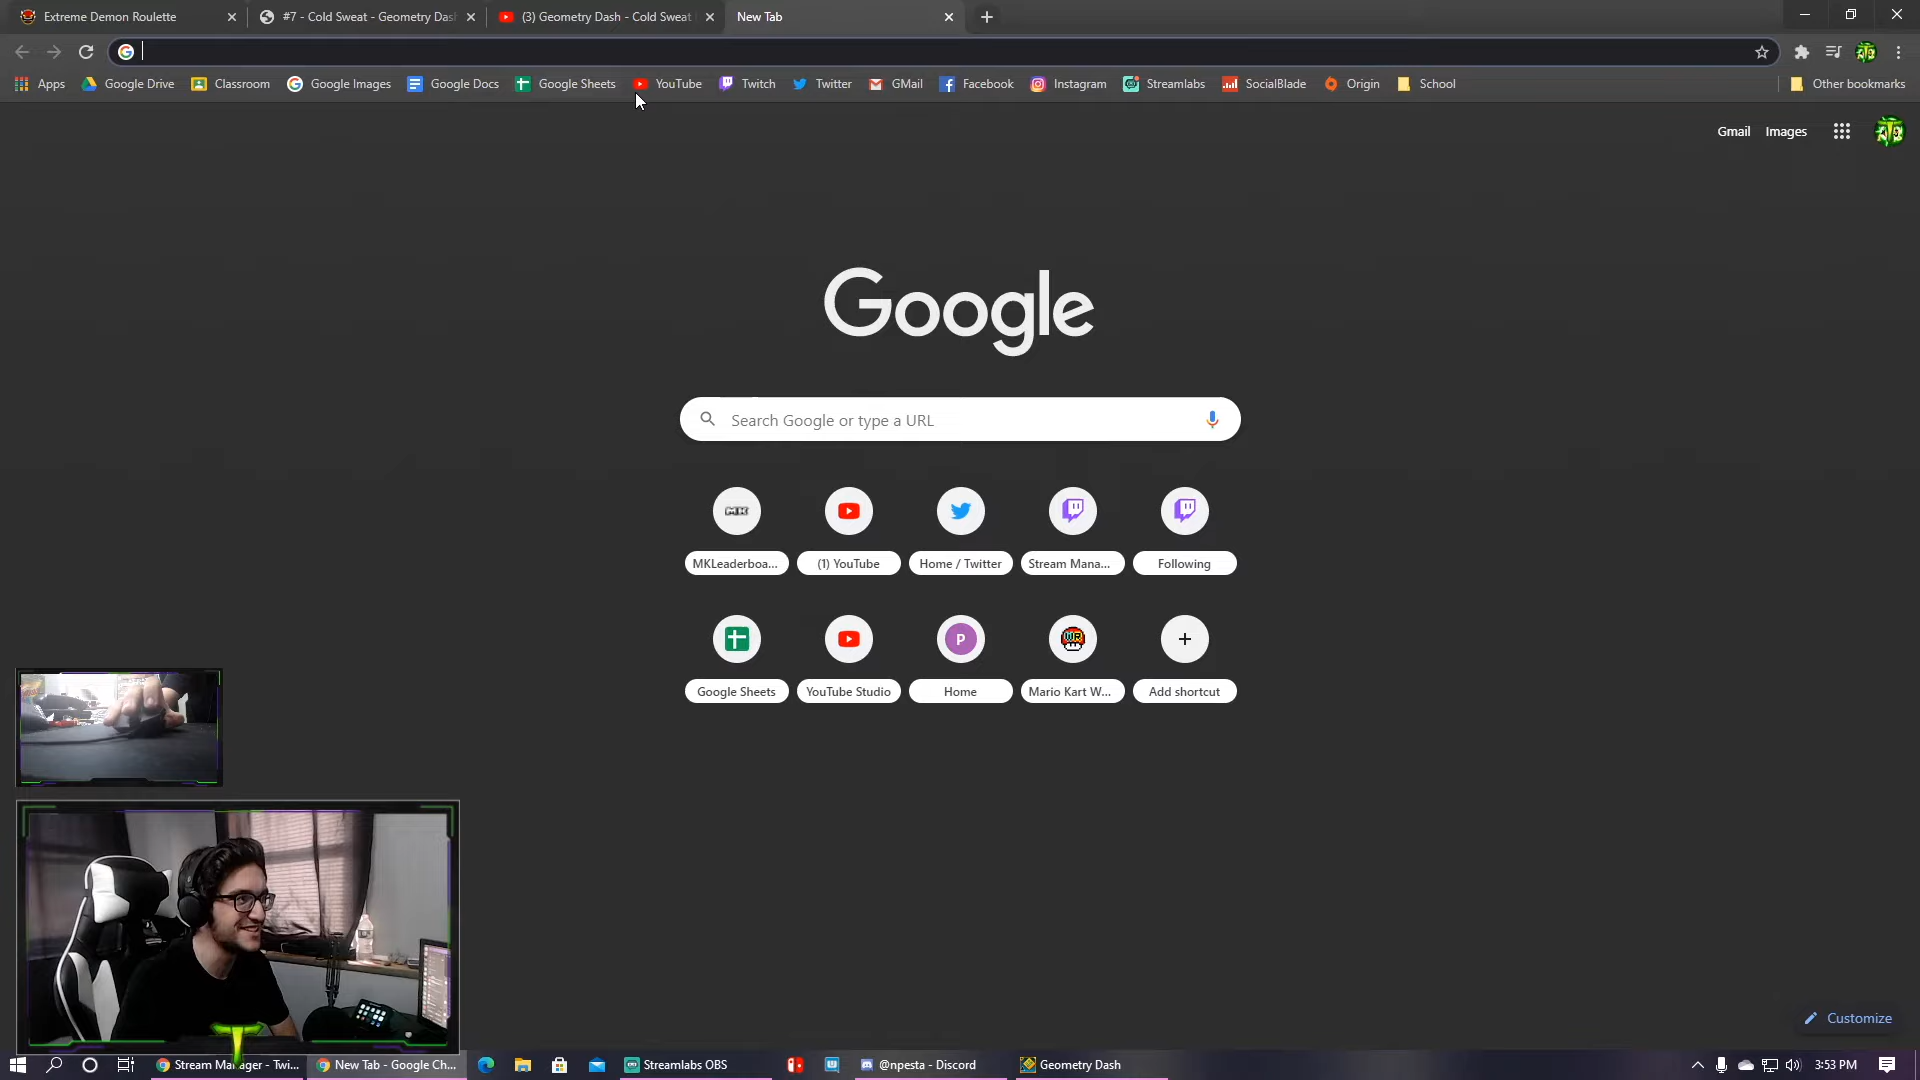 Extreme Demon Roulette
#7 - Cold Sweat - Geometry Das
(3) Geometry Dash - Cold Sweat
New Tab
Apps
Google Drive
Classroom
Google Images
Google Docs
Google Sheets
YouTube
Twitch
Twitter
GMail
Facebook
Instagram
Streamlabs
SocialBlade
Origin
School
Other bookmarks
Gmail
Images
Google
Search Google or type a URL
MKLeaderboa...
(1) YouTube
Home / Twitter
Stream Mana...
Following
P
Google Sheets
YouTube Studio
Home
Mario Kart W...
Add shortcut
Customize
Stream Manager - Twi...
New Tab - Google Ch...
Streamlabs OBS
@npesta - Discord
Geometry Dash
3:53 PM